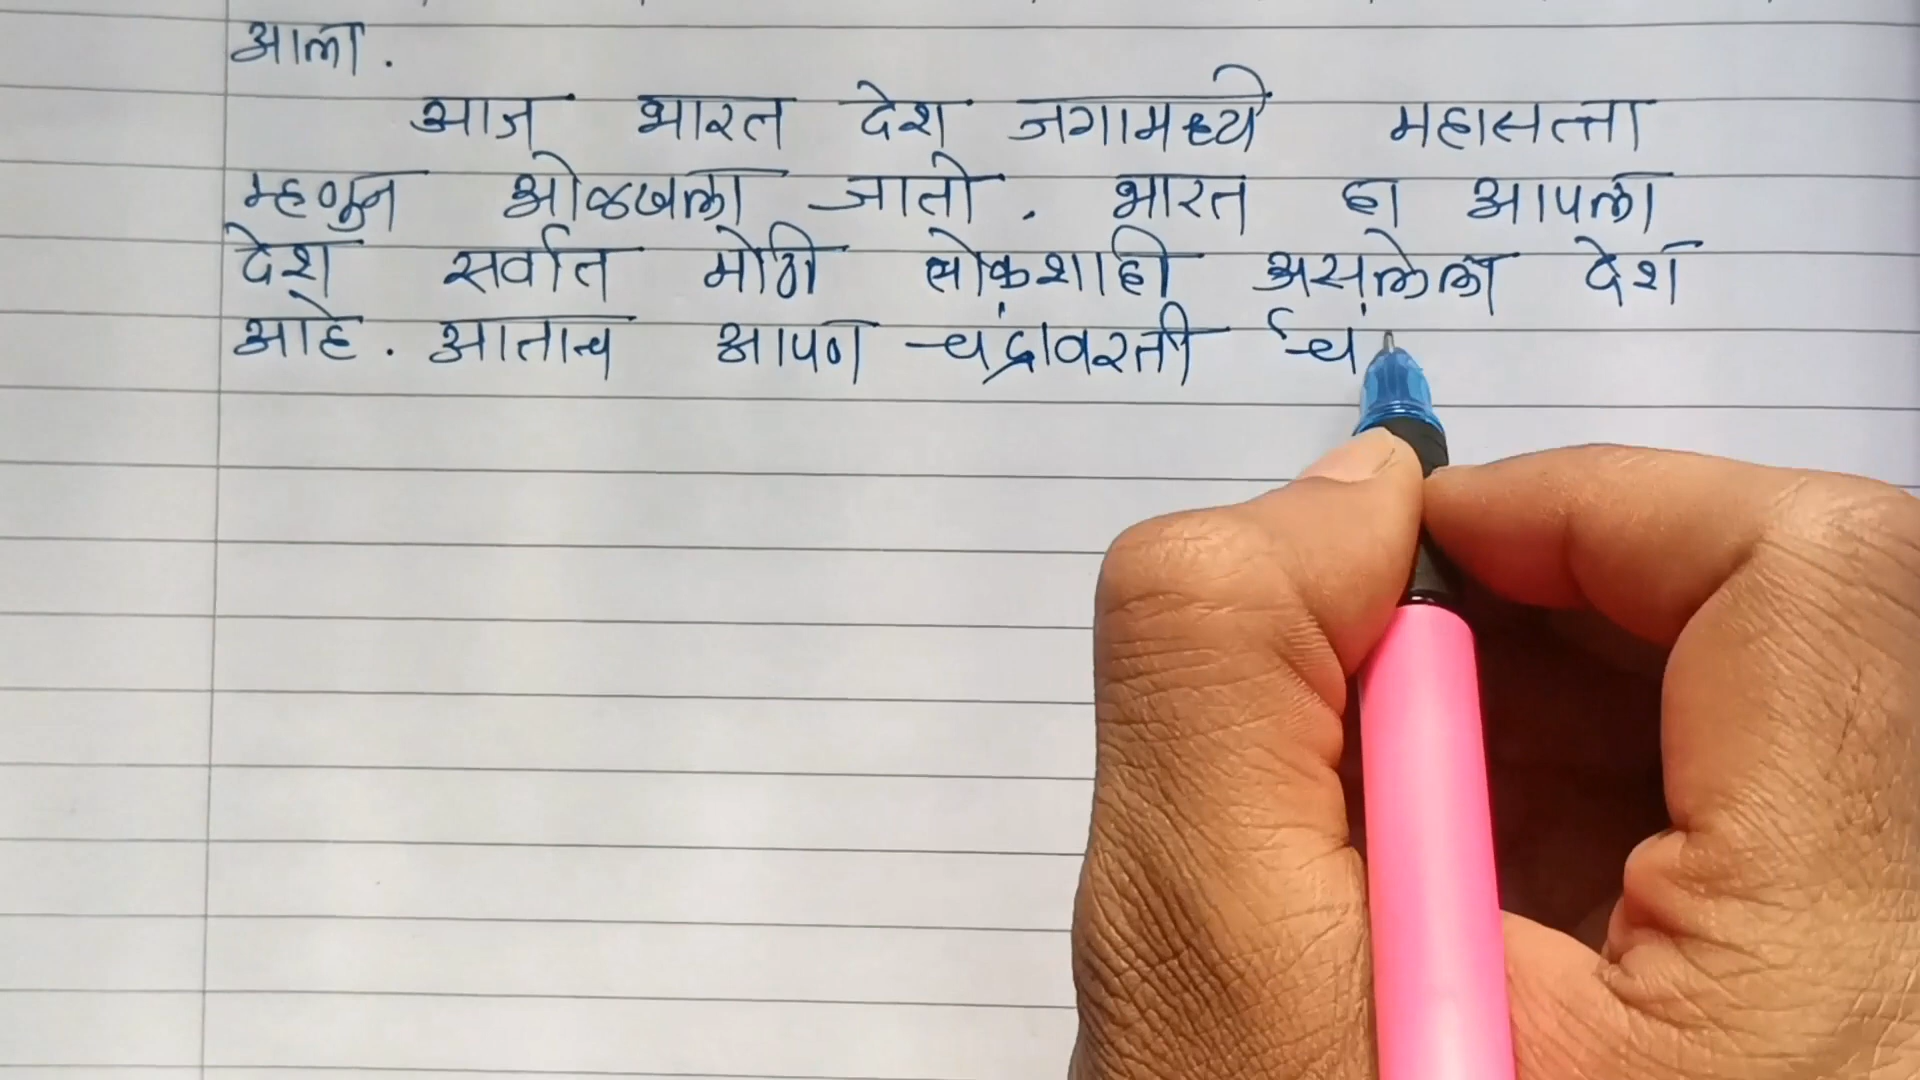 आला.
आज भारत देश जगामध्ये महासत्ता
म्हणून ओळखला जातो. भारत हा आपला
देश सर्वात मोठी लोकशाही असलेला देश
आहे. आताच आपण चंद्रावरती चं